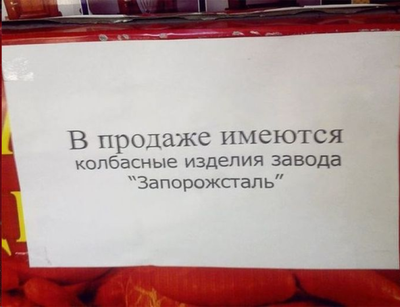 В продаже имеются
колбасные изделия завода
“Запорожсталь”